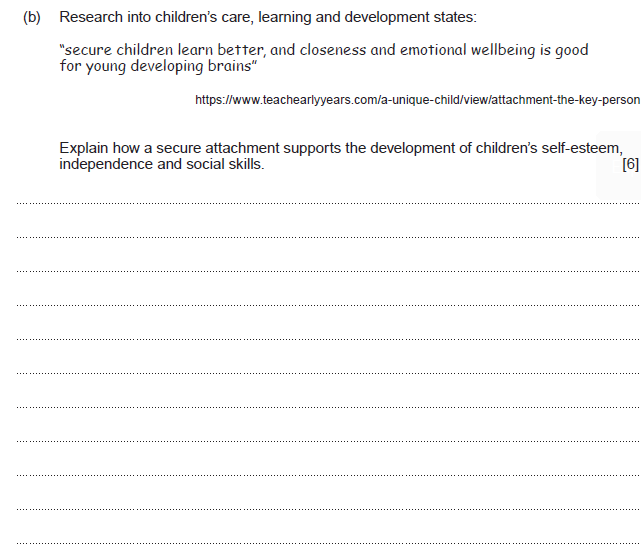 (b) Research into children's care, learning and development states:
"secure children learn better, and closeness and emotional wellbeing is good
for young developing brains"
https://www.teachearlyyears.com/a-unique-child/view/attachment-the-key-person
Explain how a secure attachment supports the development of children's self-esteem,
independence and social skills. [6]